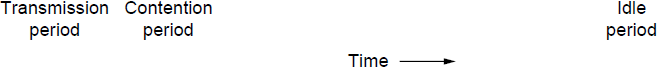 Transmission period
Contention period
Idle period
Time